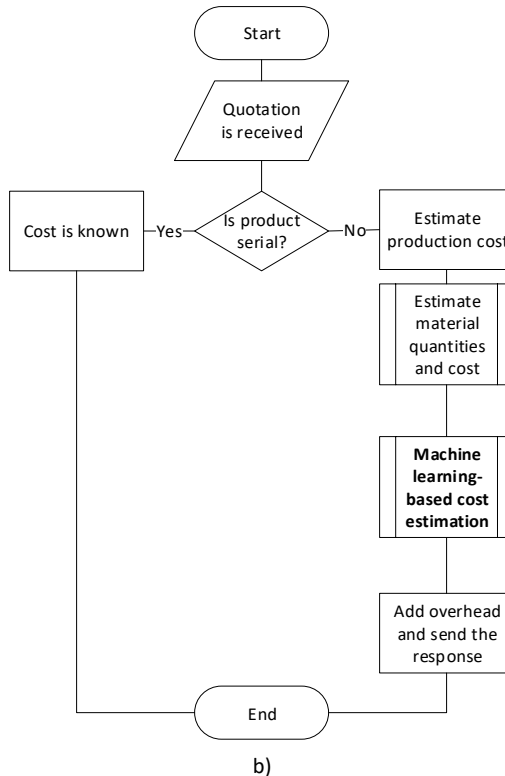 Start
Quotation
is received
Is product
serial?
Yes
No
Cost is known
Estimate
production cost
Estimate
material
quantities
and cost
Machine
learning-
based cost
estimation
Add overhead
and send the
response
End
b)